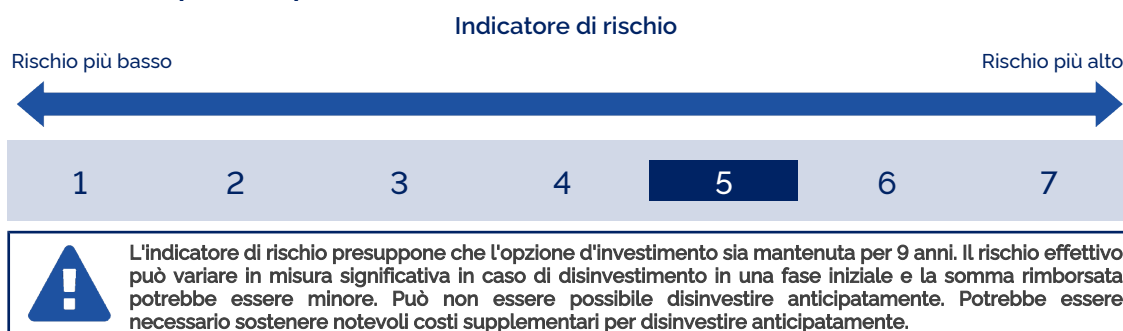 Indicatore di rischio
Rischio più basso
Rischio più alto
1 2 3 4 5 6 7
L'indicatore di rischio presuppone che l'opzione d'investimento sia mantenuta per 9 anni. Il rischio effettivo
può variare in misura significativa in caso di disinvestimento in una fase iniziale e la somma rimborsata
potrebbe essere minore. Può non essere possibile disinvestire anticipatamente. Potrebbe essere
necessario sostenere notevoli costi supplementari per disinvestire anticipatamente.